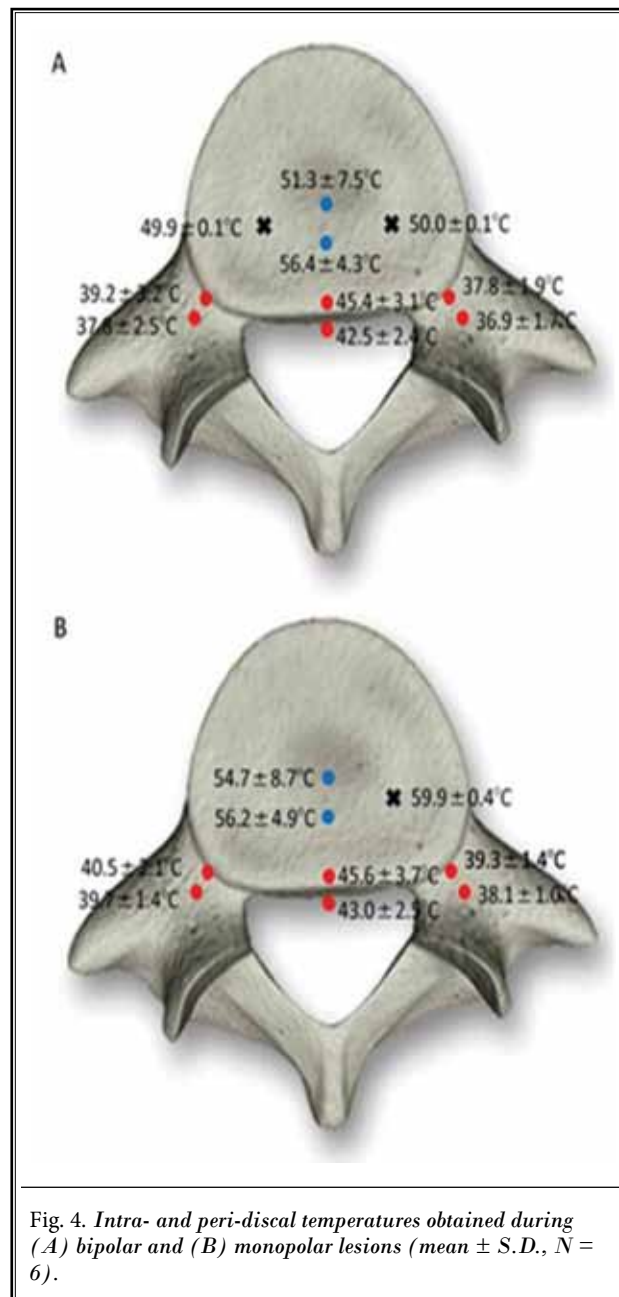 A
51.3 ± 7.5°C
49.9 ± 0.1°C 50.0 ± 0.1°C
56.4 ± 4.3°C
39.2 ± 3.2°C 45.4 ± 3.1°C 37.8 ± 1.9°C
37.8 ± 2.5°C 42.5 ± 2.4°C 36.9 ± 1.7°C
B
54.7 ± 8.7°C
59.9 ± 0.4°C
56.2 ± 4.9°C
40.5 ± 3.1°C 45.6 ± 3.7°C 39.3 ± 1.4°C
± 1.4°C 43.0 ± 2.5°C 38.1 ± 1.0°C
Fig. 4. Intra- and peri-discal temperatures obtained during
(A) bipolar and (B) monopolar lesions (mean ± S.D., N =
6).